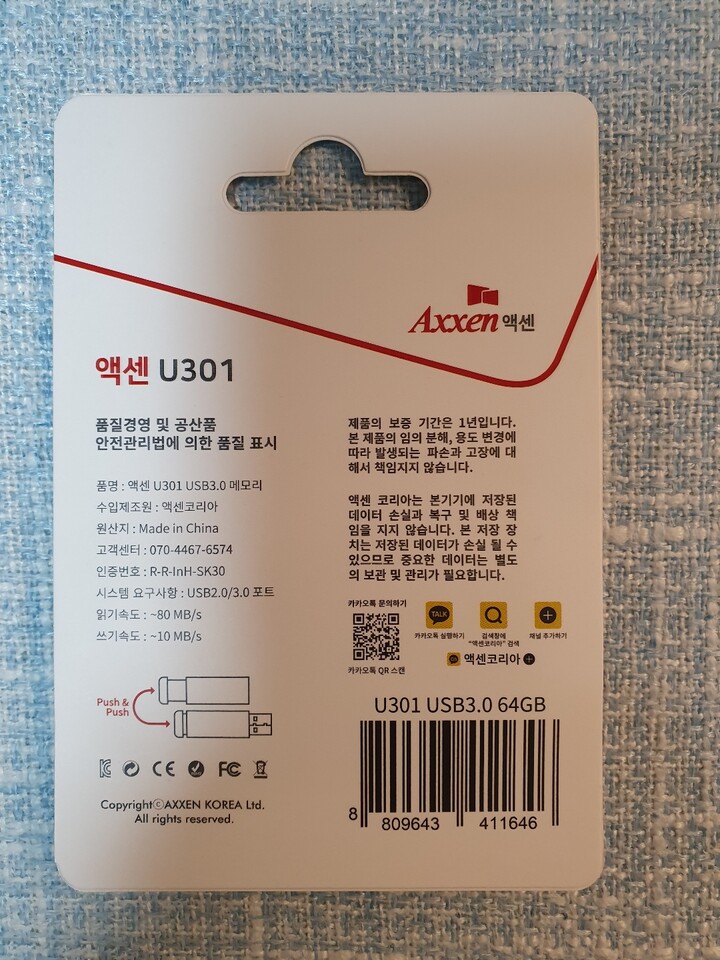 Axxen 액센
액센 U301
품질경영 및 공산품
안전관리법에 의한 품질 표시
품명 : 액센 U301 USB3.0 메모리
수입제조원 : 액센코리아
원산지 : Made in China
고객센터 : 070-4467-6574
인증번호 : R-R-InH-SK30
시스템 요구사항 : USB2.0/3.0 포트
읽기속도 : ~80 MB/s
쓰기속도 : ~10 MB/s
Push &
Push
CE
FC
Copyright©AXXEN KOREA Ltd.
All rights reserved.
제품의 보증 기간은 1년입니다.
본 제품의 임의 분해, 용도 변경에
따라 발생되는 파손과 고장에 대
해서 책임지지 않습니다.
액센 코리아는 본기기에 저장된
데이터 손실과 복구 및 배상 책
임을 지지 않습니다. 본 저장 장
치는 저장된 데이터가 손실 될 수
있으므로 중요한 데이터는 별도
의 보관 및 관리가 필요합니다.
카카오톡 문의하기
카카오톡 QR 스캔
TALK
카카오톡 실행하기
검색창에
"액센코리아" 검색
채널 추가하기
액센코리아
U301 USB3.0 64GB
8 809643 411646